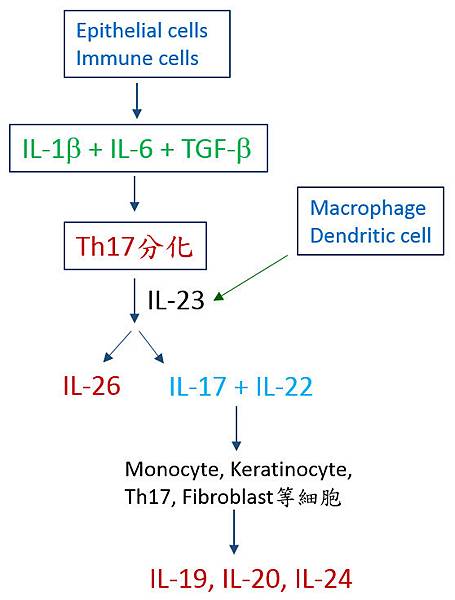 Epithelial cells
Immune cells
IL-1β + IL-6 + TGF-β
Th17分化
Macrophage
Dendritic cell
IL-23
IL-26
IL-17 + IL-22
Monocyte, Keratinocyte,
Th17, Fibroblast等細胞
IL-19, IL-20, IL-24